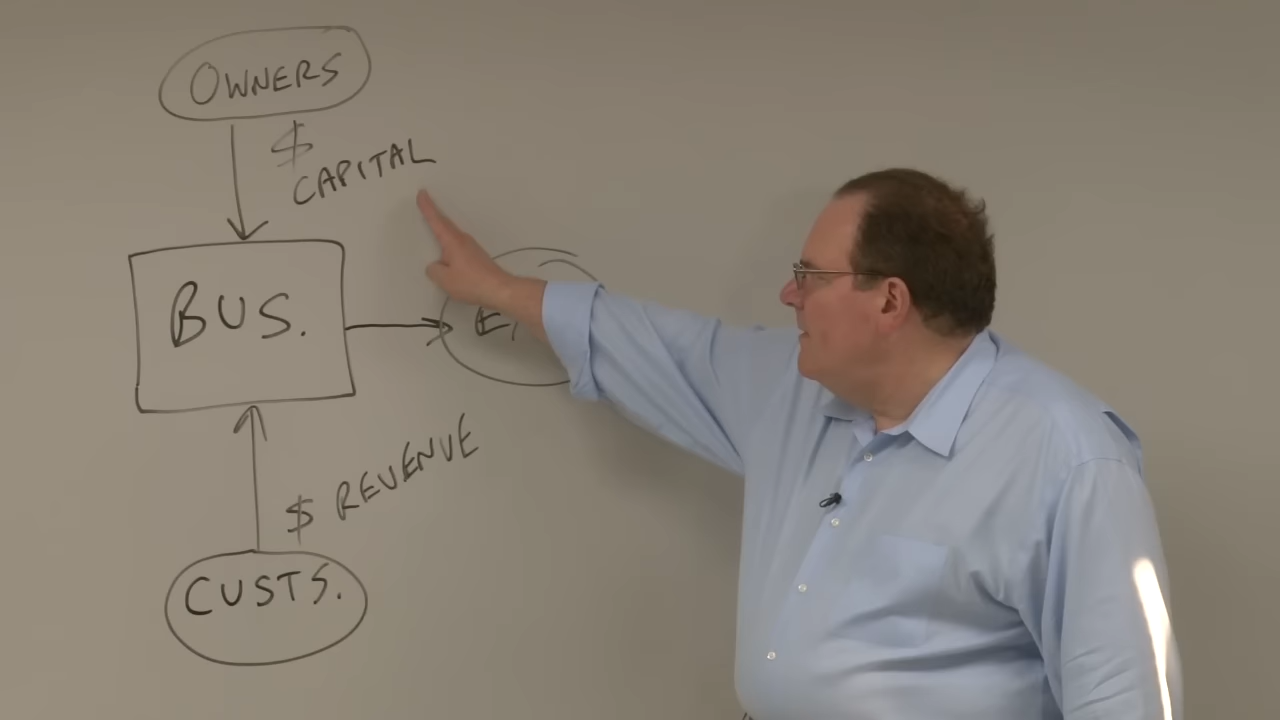 OWNERS
$
CAPITAL
BUS.
$ REVENUE
CUSTS.